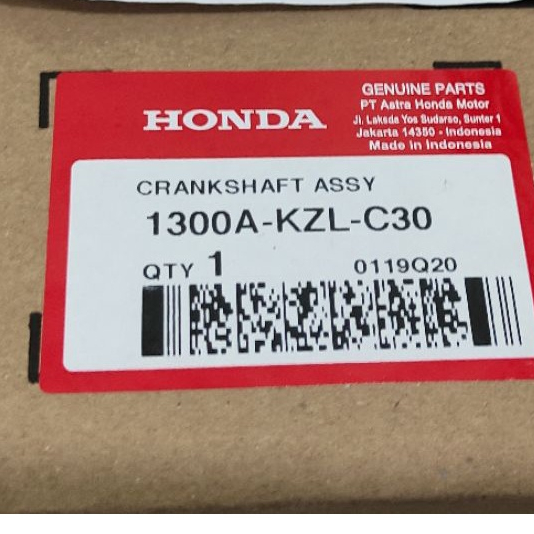 HONDA
GENUINE PARTS
PT Astra Honda Motor
Jl. Laksda Yos Sudarso, Sunter 1
Jakarta 14350 - Indonesia
Made in Indonesia
CRANKSHAFT ASSY
1300A-KZL-C30
QTY 1 0119Q20